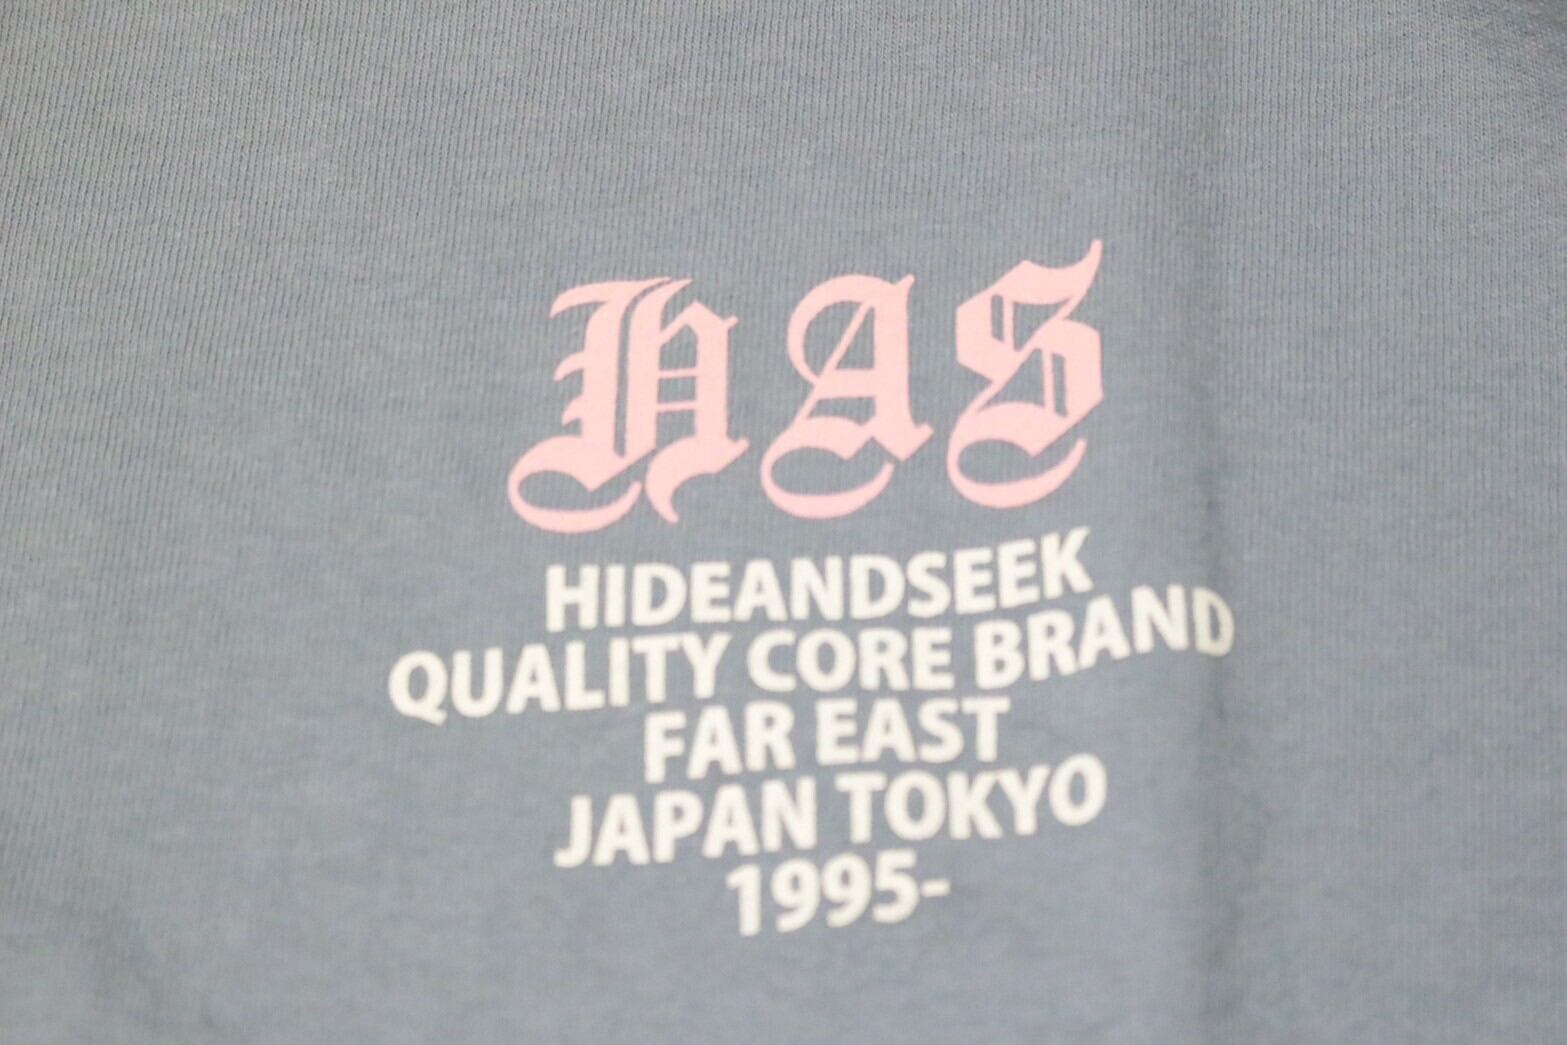 HAS
HIDEANDSEEK
QUALITY CORE BRAND
FAR EAST
JAPAN TOKYO
1995-